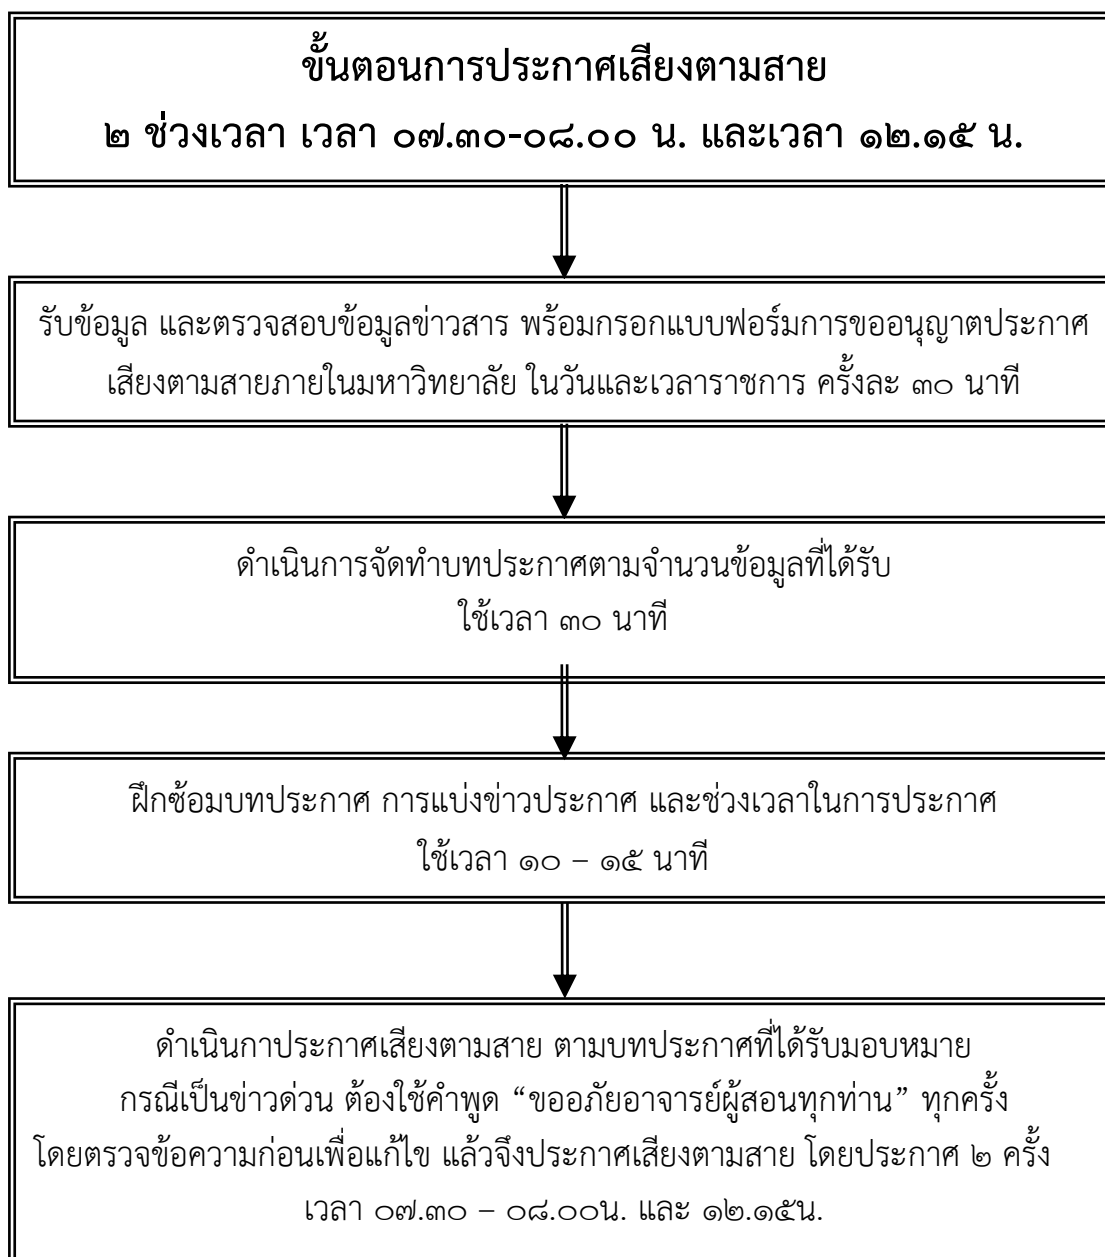 ขั้นตอนการประกาศเสียงตามสาย
๒ ช่วงเวลา เวลา ๐๗.๓๐-๐๘.๐๐ น. และเวลา ๑๒.๑๕ น.
รับข้อมูล และตรวจสอบข้อมูลข่าวสาร พร้อมกรอกแบบฟอร์มการขออนุญาตประกาศ
เสียงตามสายภายในมหาวิทยาลัย ในวันและเวลาราชการ ครั้งละ ๓๐ นาที
ดำเนินการจัดทำบทประกาศตามจำนวนข้อมูลที่ได้รับ
ใช้เวลา ๓๐ นาที
ฝึกซ้อมบทประกาศ การแบ่งข่าวประกาศ และช่วงเวลาในการประกาศ
ใช้เวลา ๑๐ – ๑๕ นาที
ดำเนินกาประกาศเสียงตามสาย ตามบทประกาศที่ได้รับมอบหมาย
กรณีเป็นข่าวด่วน ต้องใช้คำพูด “ขออภัยอาจารย์ผู้สอนทุกท่าน” ทุกครั้ง
โดยตรวจข้อความก่อนเพื่อแก้ไข แล้วจึงประกาศเสียงตามสาย โดยประกาศ ๒ ครั้ง
เวลา ๐๗.๓๐ – ๐๘.๐๐น. และ ๑๒.๑๕น.